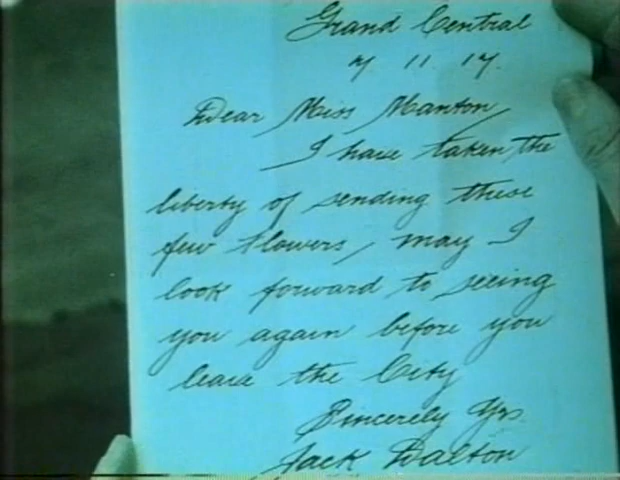 Grand Central
7 11 17.
Dear Miss Manton,
I have taken the
liberty of sending these
few flowers, may I
look forward to seeing
you again before you
leave the City
Sincerely Yrs
Jack Dalton